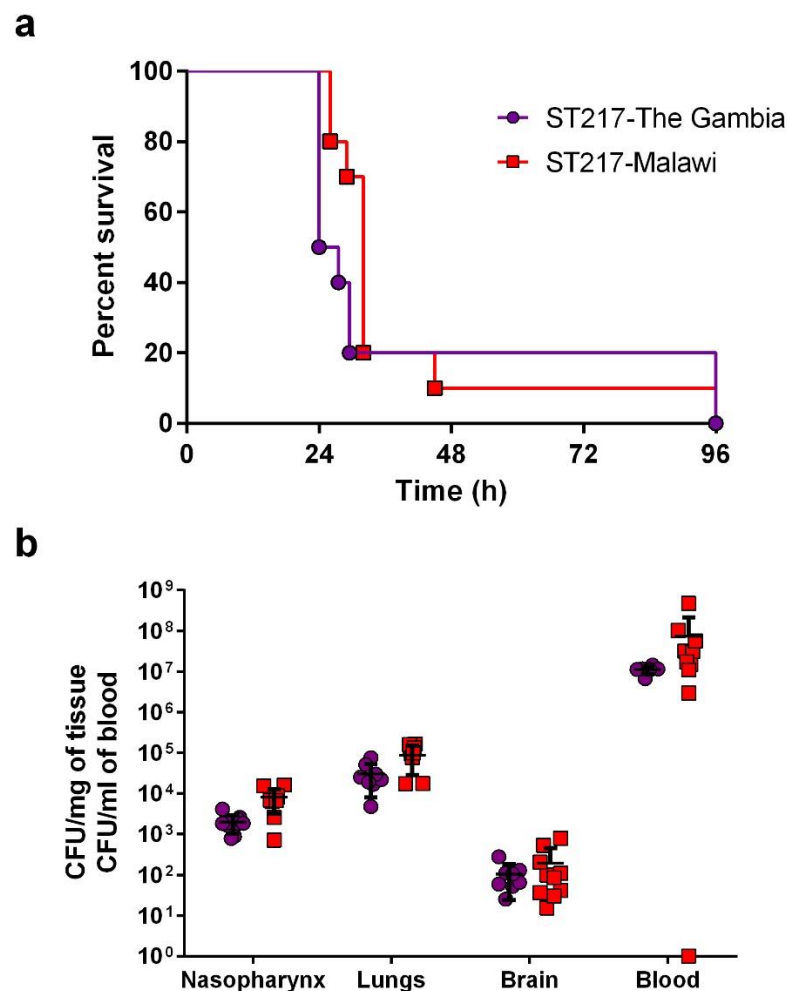 a
100
80
60
40
20
0
Percent survival
0 24 48 72 96
Time (h)
ST217-The Gambia
ST217-Malawi
b
10⁹
10⁸
10⁷
10⁶
10⁵
10⁴
10³
10²
10¹
10⁰
CFU/mg of tissue
CFU/ml of blood
Nasopharynx Lungs Brain Blood